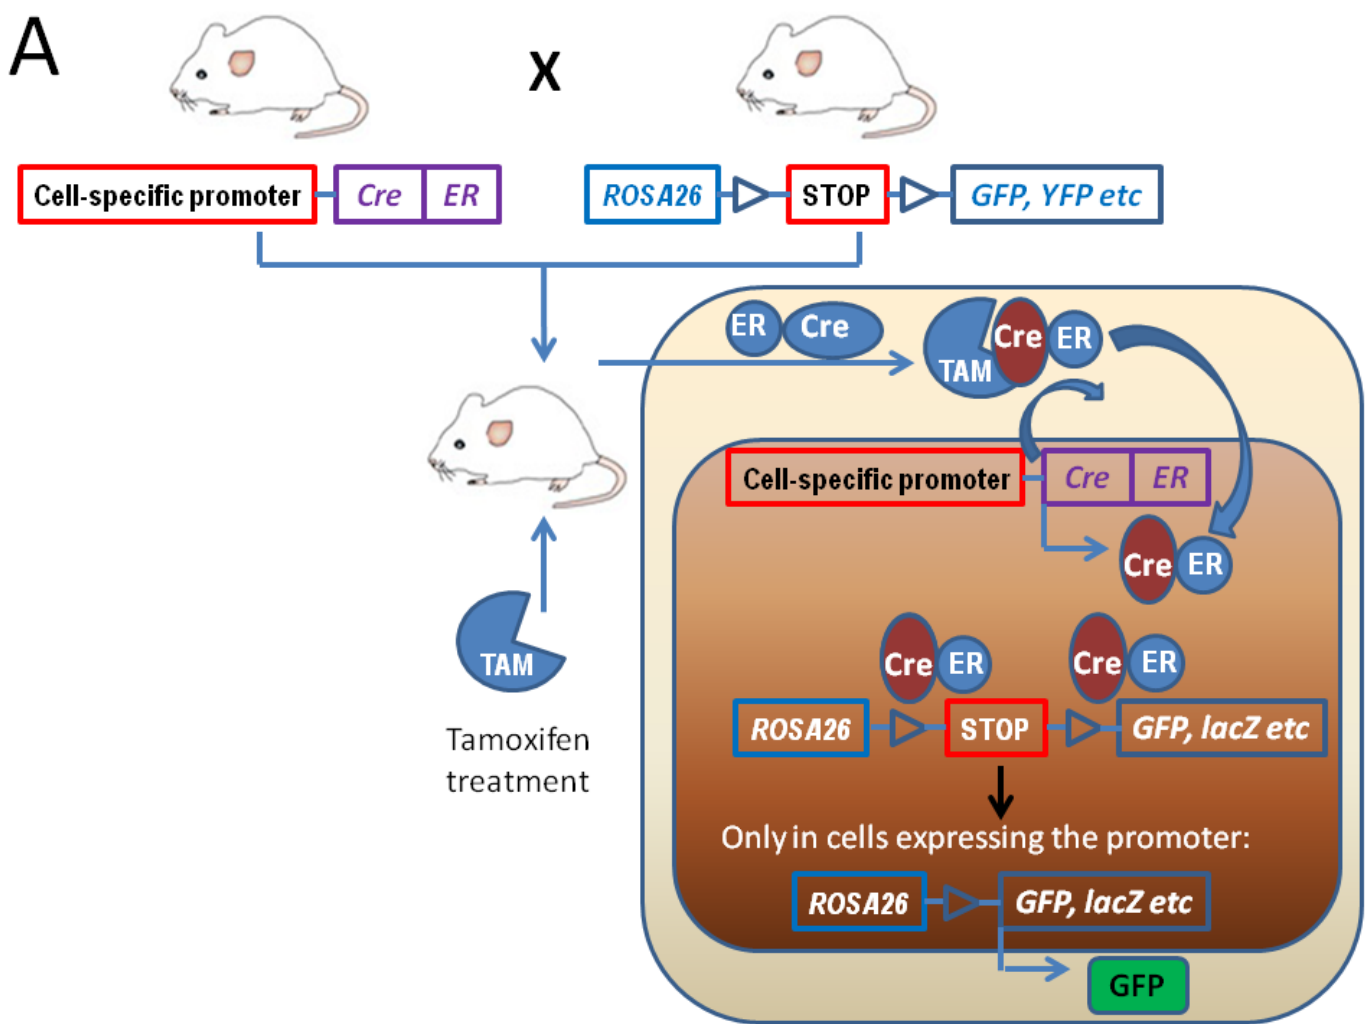 A
X
Cell-specific promoter Cre ER
ROSA26 STOP GFP, YFP etc
ER Cre
TAM Cre ER
Cell-specific promoter Cre ER
Cre ER
TAM
Tamoxifen
treatment
Cre ER Cre ER
ROSA26 STOP GFP, lacZ etc
Only in cells expressing the promoter:
ROSA26 GFP, lacZ etc
GFP